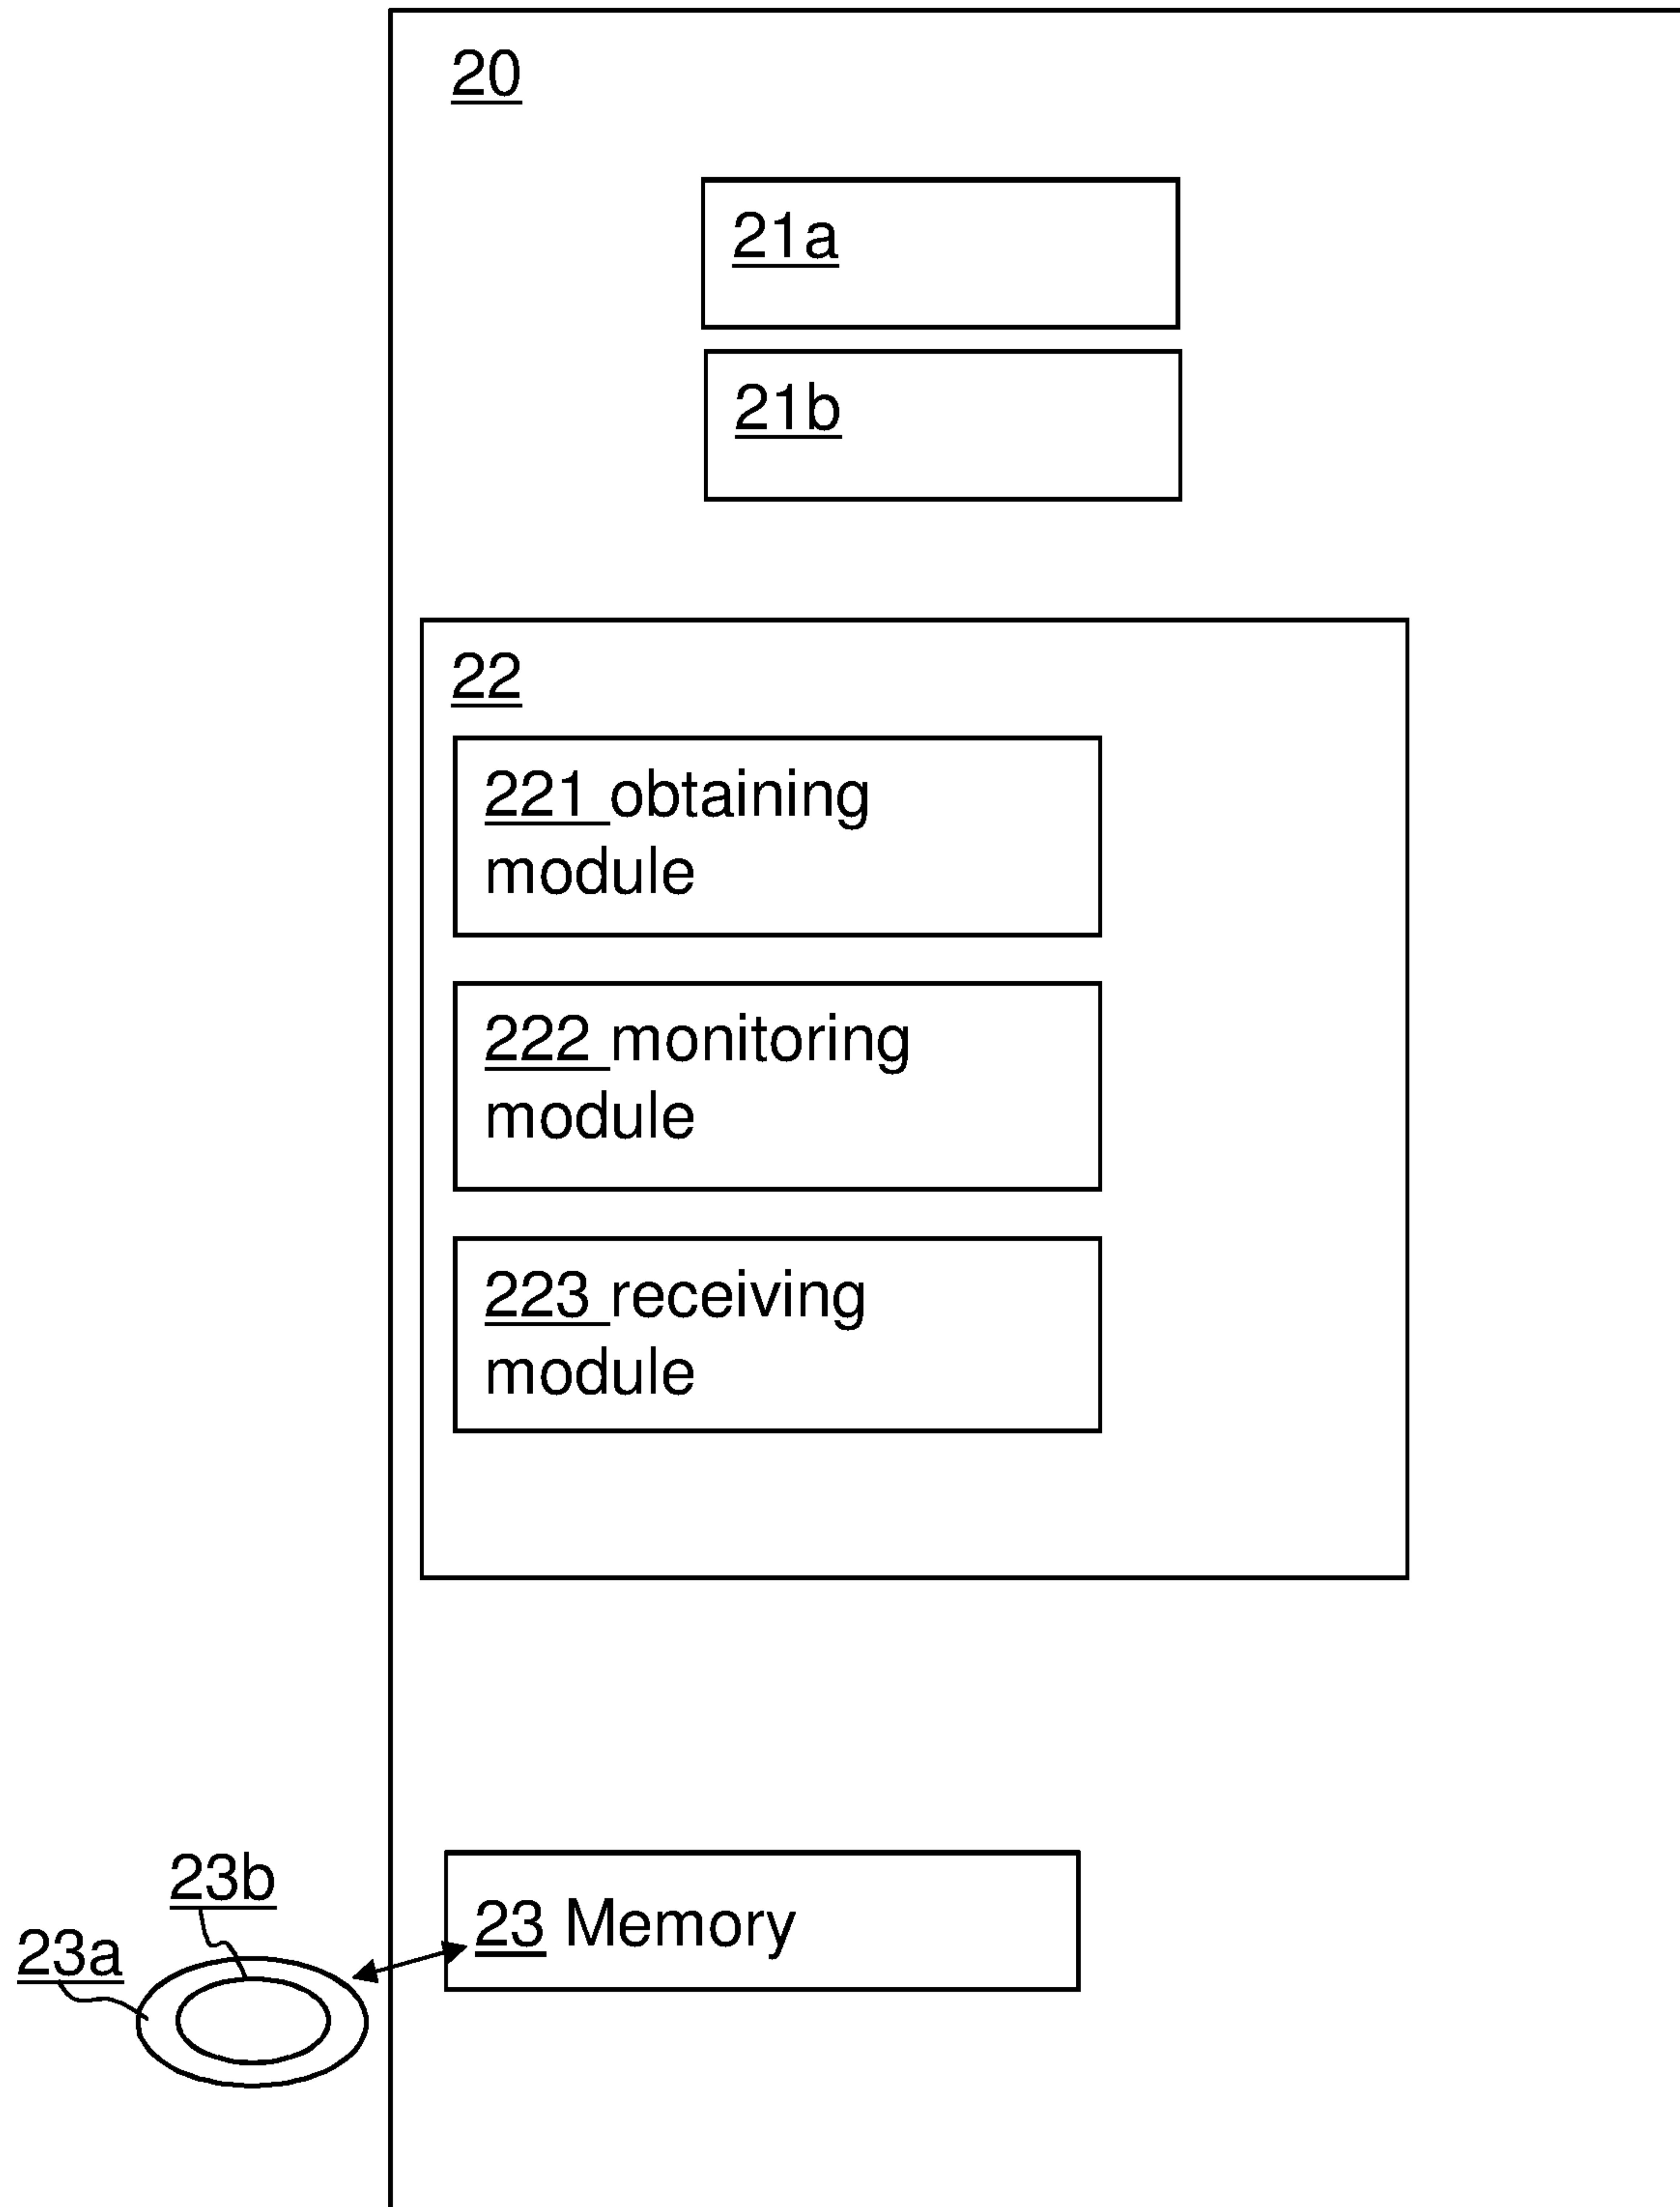 20
21a
21b
22
221 obtaining
module
222 monitoring
module
223 receiving
module
23b
23 Memory
23a